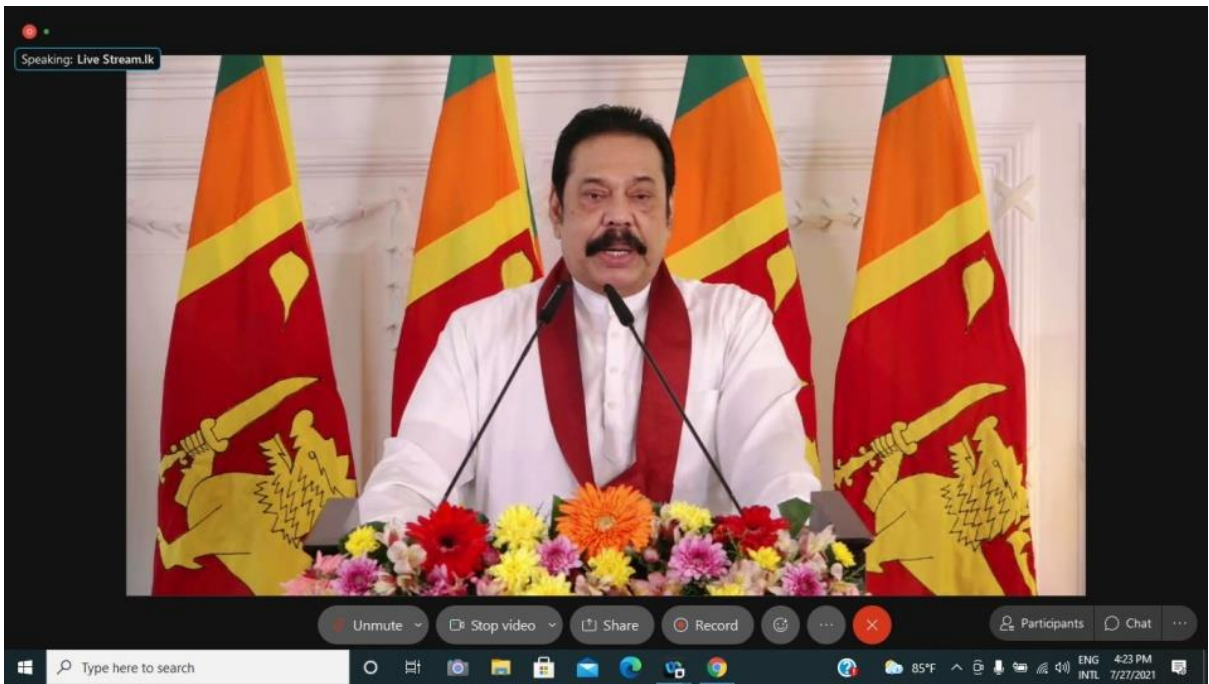 Speaking: Live Stream.lk
Unmute
Stop video
Share
Record
Participants
Chat
Type here to search
85°F
ENG
4:23 PM
INTL
7/27/2021